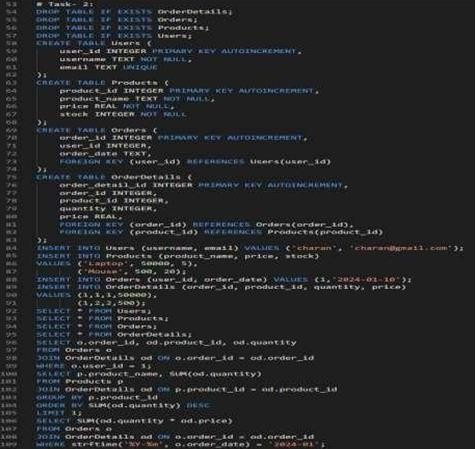 53 # Task- 2:
54 DROP TABLE IF EXISTS OrderDetails;
55 DROP TABLE IF EXISTS Orders;
56 DROP TABLE IF EXISTS Products;
57 DROP TABLE IF EXISTS Users;
58 CREATE TABLE Users (
59 user_id INTEGER PRIMARY KEY AUTOINCREMENT,
60 username TEXT NOT NULL,
61 email TEXT UNIQUE
62 );
63 CREATE TABLE Products (
64 product_id INTEGER PRIMARY KEY AUTOINCREMENT,
65 product_name TEXT NOT NULL,
66 price REAL NOT NULL,
67 stock INTEGER NOT NULL
68 );
69 CREATE TABLE Orders (
70 order_id INTEGER PRIMARY KEY AUTOINCREMENT,
71 user_id INTEGER,
72 order_date TEXT,
73 FOREIGN KEY (user_id) REFERENCES Users(user_id)
74 );
75 CREATE TABLE OrderDetails (
76 order_detail_id INTEGER PRIMARY KEY AUTOINCREMENT,
77 order_id INTEGER,
78 product_id INTEGER,
79 quantity INTEGER,
80 price REAL,
81 FOREIGN KEY (order_id) REFERENCES Orders(order_id),
82 FOREIGN KEY (product_id) REFERENCES Products(product_id)
83 );
84 INSERT INTO Users (username, email) VALUES ('charan', 'charan@gmail.com');
85 INSERT INTO Products (product_name, price, stock)
86 VALUES ('Laptop', 50000, 5),
87 ('Mouse', 500, 20);
88 INSERT INTO Orders (user_id, order_date) VALUES (1,'2024-01-10');
89 INSERT INTO OrderDetails (order_id, product_id, quantity, price)
90 VALUES (1,1,1,50000),
91 (1,2,2,500);
92 SELECT * FROM Users;
93 SELECT * FROM Products;
94 SELECT * FROM Orders;
95 SELECT * FROM OrderDetails;
96 SELECT o.order_id, od.product_id, od.quantity
97 FROM Orders o
98 JOIN OrderDetails od ON o.order_id = od.order_id
99 WHERE o.user_id = 1;
100 SELECT p.product_name, SUM(od.quantity)
101 FROM Products p
102 JOIN OrderDetails od ON p.product_id = od.product_id
103 GROUP BY p.product_id
104 ORDER BY SUM(od.quantity) DESC
105 LIMIT 1;
106 SELECT SUM(od.quantity * od.price)
107 FROM Orders o
108 JOIN OrderDetails od ON o.order_id = od.order_id
109 WHERE strftime('%Y-%m', o.order_date) = '2024-01';